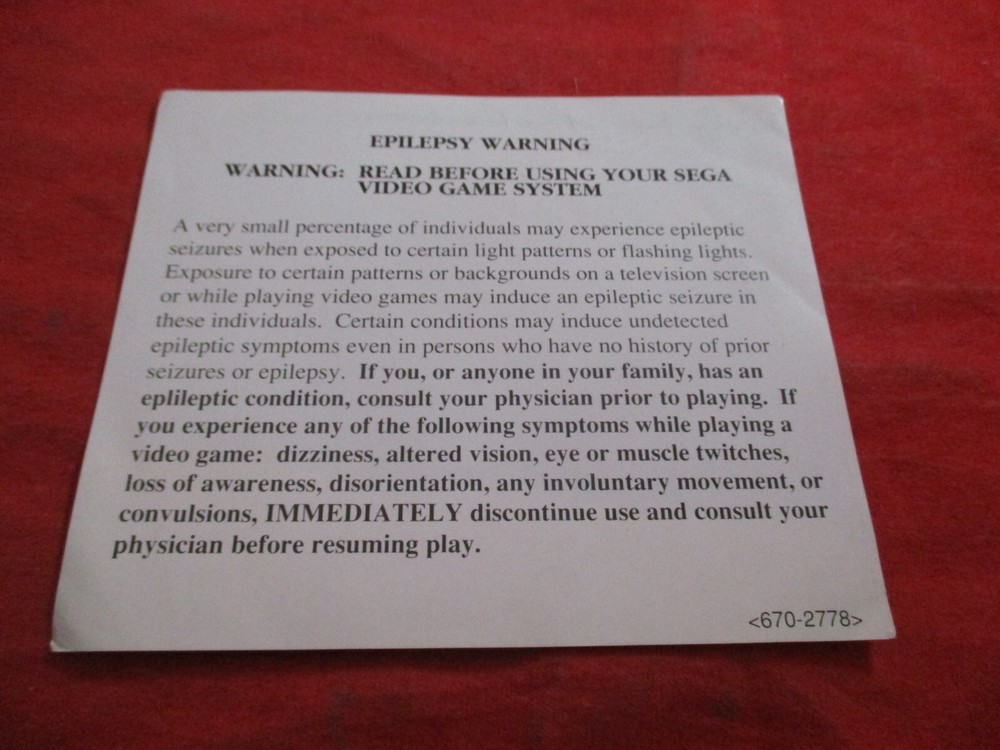 EPILEPSY WARNING
WARNING: READ BEFORE USING YOUR SEGA
VIDEO GAME SYSTEM
A very small percentage of individuals may experience epileptic
seizures when exposed to certain light patterns or flashing lights.
Exposure to certain patterns or backgrounds on a television screen
or while playing video games may induce an epileptic seizure in
these individuals. Certain conditions may induce undetected
epileptic symptoms even in persons who have no history of prior
seizures or epilepsy. If you, or anyone in your family, has an
eplileptic condition, consult your physician prior to playing. If
you experience any of the following symptoms while playing a
video game: dizziness, altered vision, eye or muscle twitches,
loss of awareness, disorientation, any involuntary movement, or
convulsions, IMMEDIATELY discontinue use and consult your
physician before resuming play.
<670-2778>